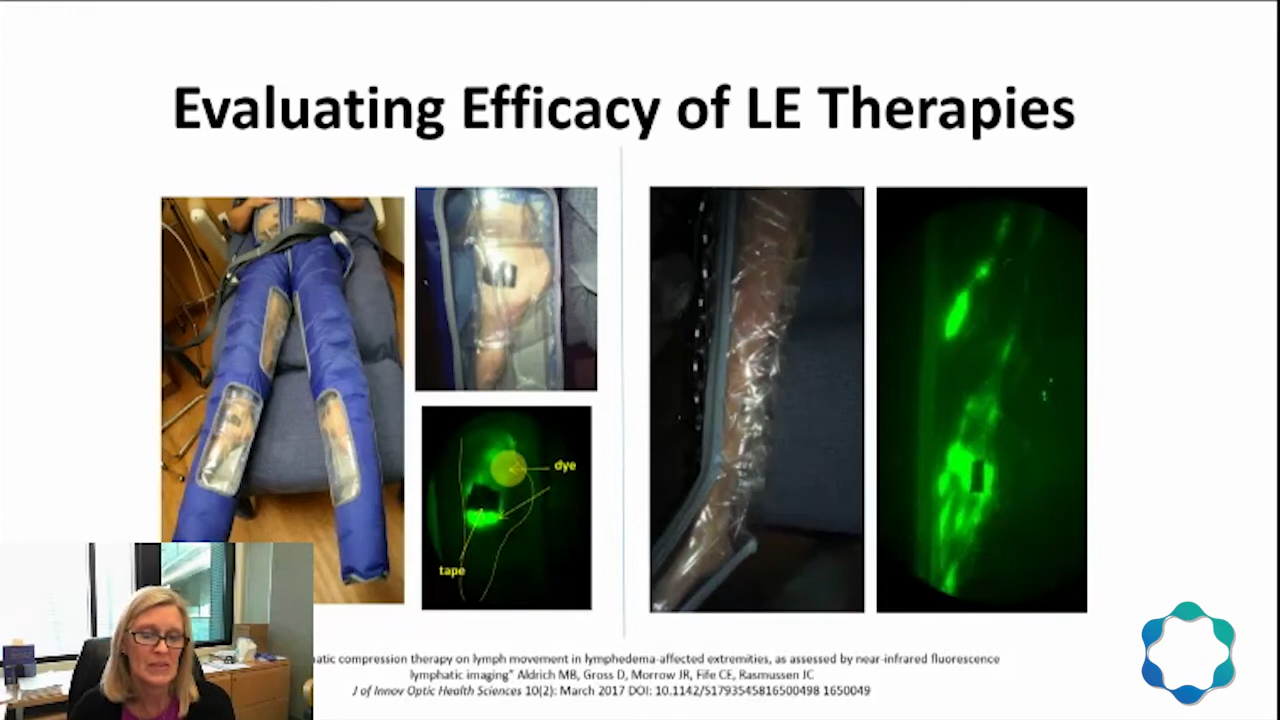 Evaluating Efficacy of LE Therapies
dye
tape
compression therapy on lymph movement in lymphedema-affected extremities, as assessed by near-infrared fluorescence
lymphatic imaging” Aldrich MB, Gross D, Morrow JR, Fife CE, Rasmussen JC
J of Innov Optic Health Sciences 10(2): March 2017 DOI: 10.1142/S1793545816500498 1650049